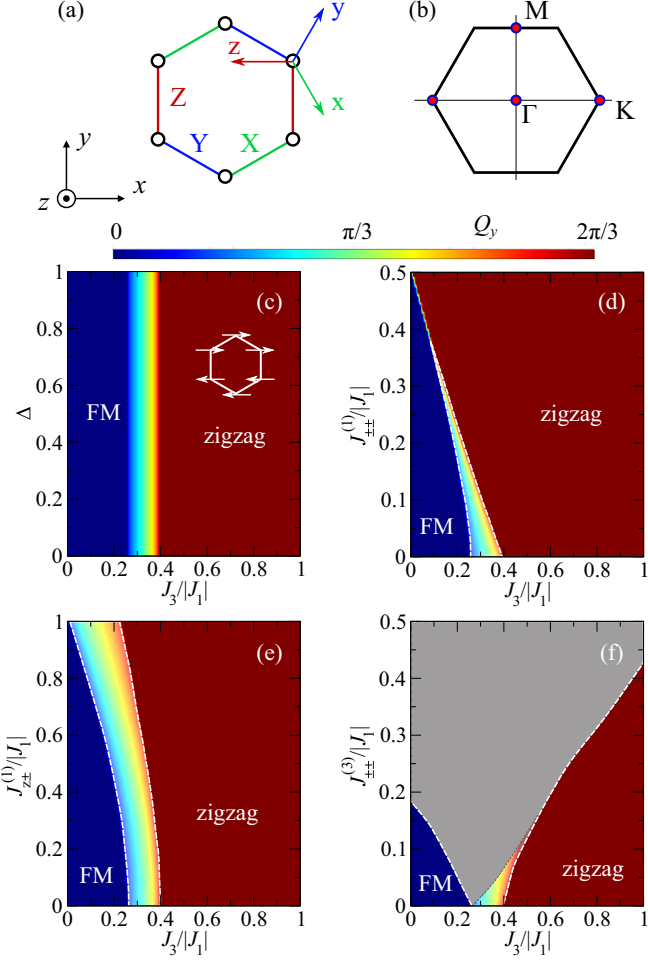 (a)
(b)
y
z
x
Z
Y
X
y
z
x
M
Γ
K
0
π/3
Q_y
2π/3
(c)
1
0.8
0.6
0.4
0.2
0
Δ
FM
zigzag
0
0.2
0.4
0.6
0.8
1
J_3/|J_1|
(d)
0.5
0.4
0.3
0.2
0.1
0
J_{±±}^{(1)}/|J_1|
FM
zigzag
0
0.2
0.4
0.6
0.8
1
J_3/|J_1|
(e)
1
0.8
0.6
0.4
0.2
0
J_{z±}^{(1)}/|J_1|
FM
zigzag
0
0.2
0.4
0.6
0.8
1
J_3/|J_1|
(f)
0.5
0.4
0.3
0.2
0.1
0
J_{±±}^{(3)}/|J_1|
FM
zigzag
0
0.2
0.4
0.6
0.8
1
J_3/|J_1|